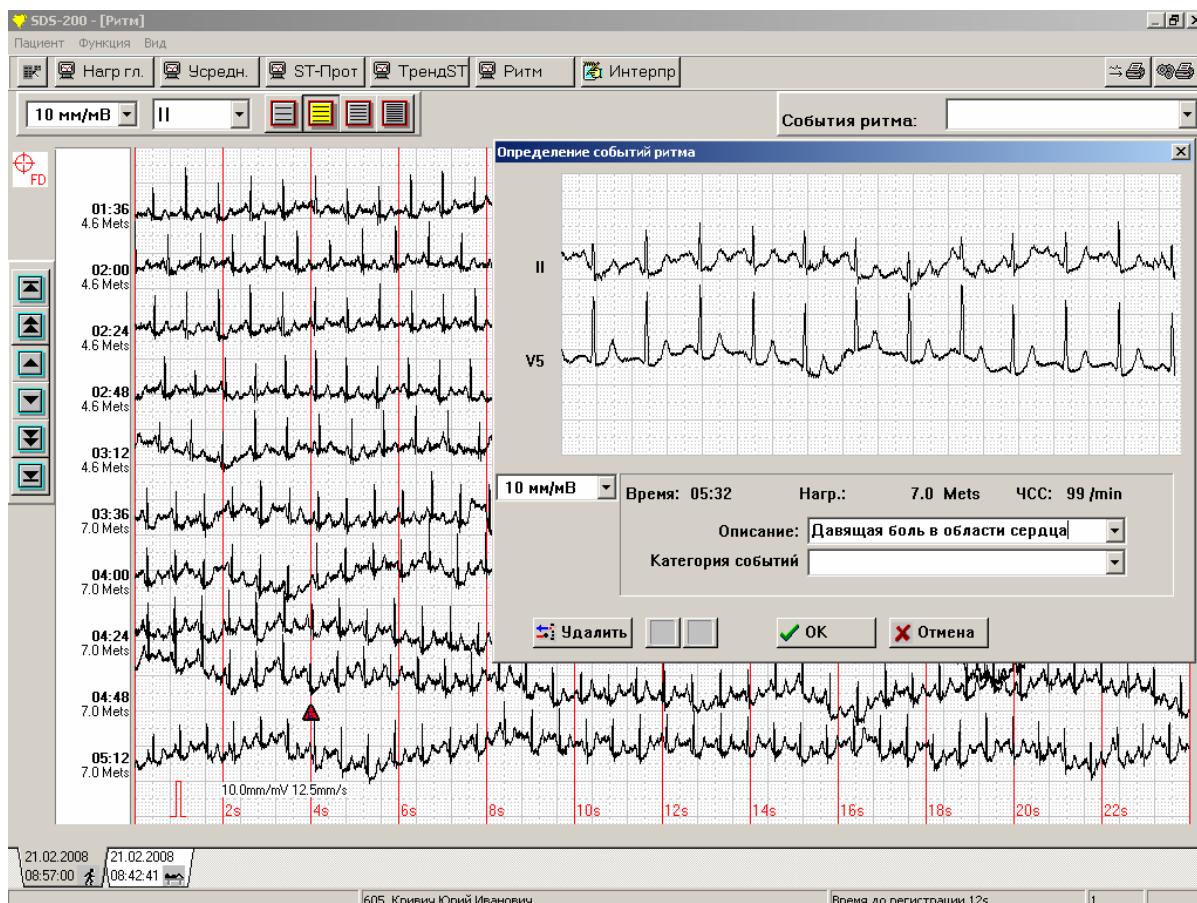 SDS-200 - [Ритм]
Пациент Функция Вид
Нагр гл. Усредн. ST-Прот ТрендST Ритм Интерпр
10 мм/мВ II События ритма:
FD
Определение событий ритма
01:36
4.6 Mets
02:00
4.6 Mets
02:24
4.6 Mets
02:48
4.6 Mets
03:12
4.6 Mets
03:36
7.0 Mets
04:00
7.0 Mets
04:24
7.0 Mets
04:48
7.0 Mets
05:12
7.0 Mets
II
V5
10 мм/мВ
Время: 05:32 Нагр.: 7.0 Mets ЧСС: 99 /min
Описание: Давящая боль в области сердца
Категория событий
Удалить OK Отмена
10.0mm/mV 12.5mm/s
2s 4s 6s 8s 10s 12s 14s 16s 18s 20s 22s
21.02.2008 21.02.2008
08:57:00 08:42:41
605, Кривич Юрий Иванович Время до регистрации 12s 1